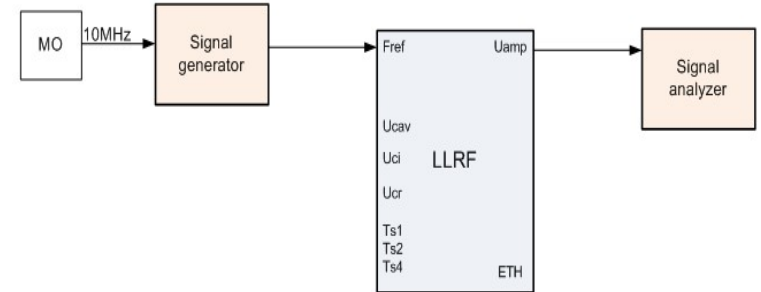 MO
10MHz
Signal
generator
Fref
Uamp
Signal
analyzer
Ucav
Uci
LLRF
Ucr
Ts1
Ts2
Ts4
ETH